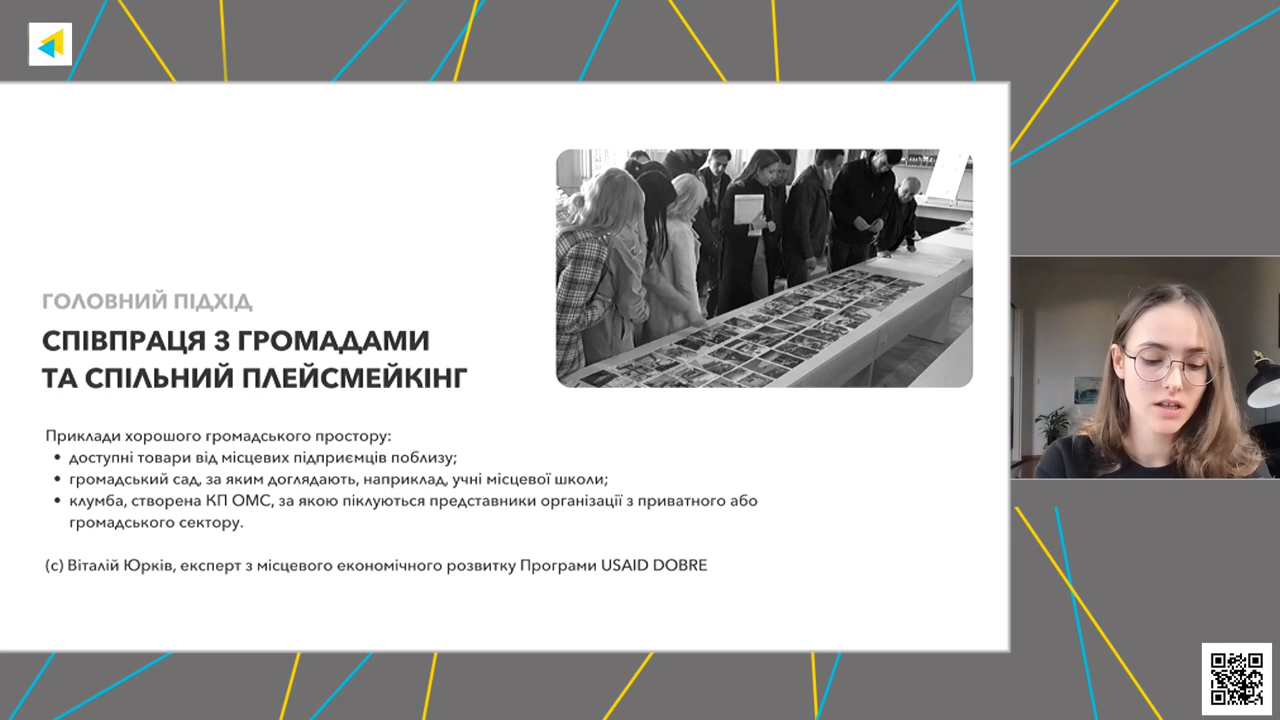 ГОЛОВНИЙ ПІДХІД
СПІВПРАЦЯ З ГРОМАДАМИ
ТА СПІЛЬНИЙ ПЛЕЙСМЕЙКІНГ
Приклади хорошого громадського простору:
• доступні товари від місцевих підприємців поблизу;
• громадський сад, за яким доглядають, наприклад, учні місцевої школи;
• клумба, створена КП ОМС, за якою піклуються представники організації з приватного або
громадського сектору.
(с) Віталій Юрків, експерт з місцевого економічного розвитку Програми USAID DOBRE